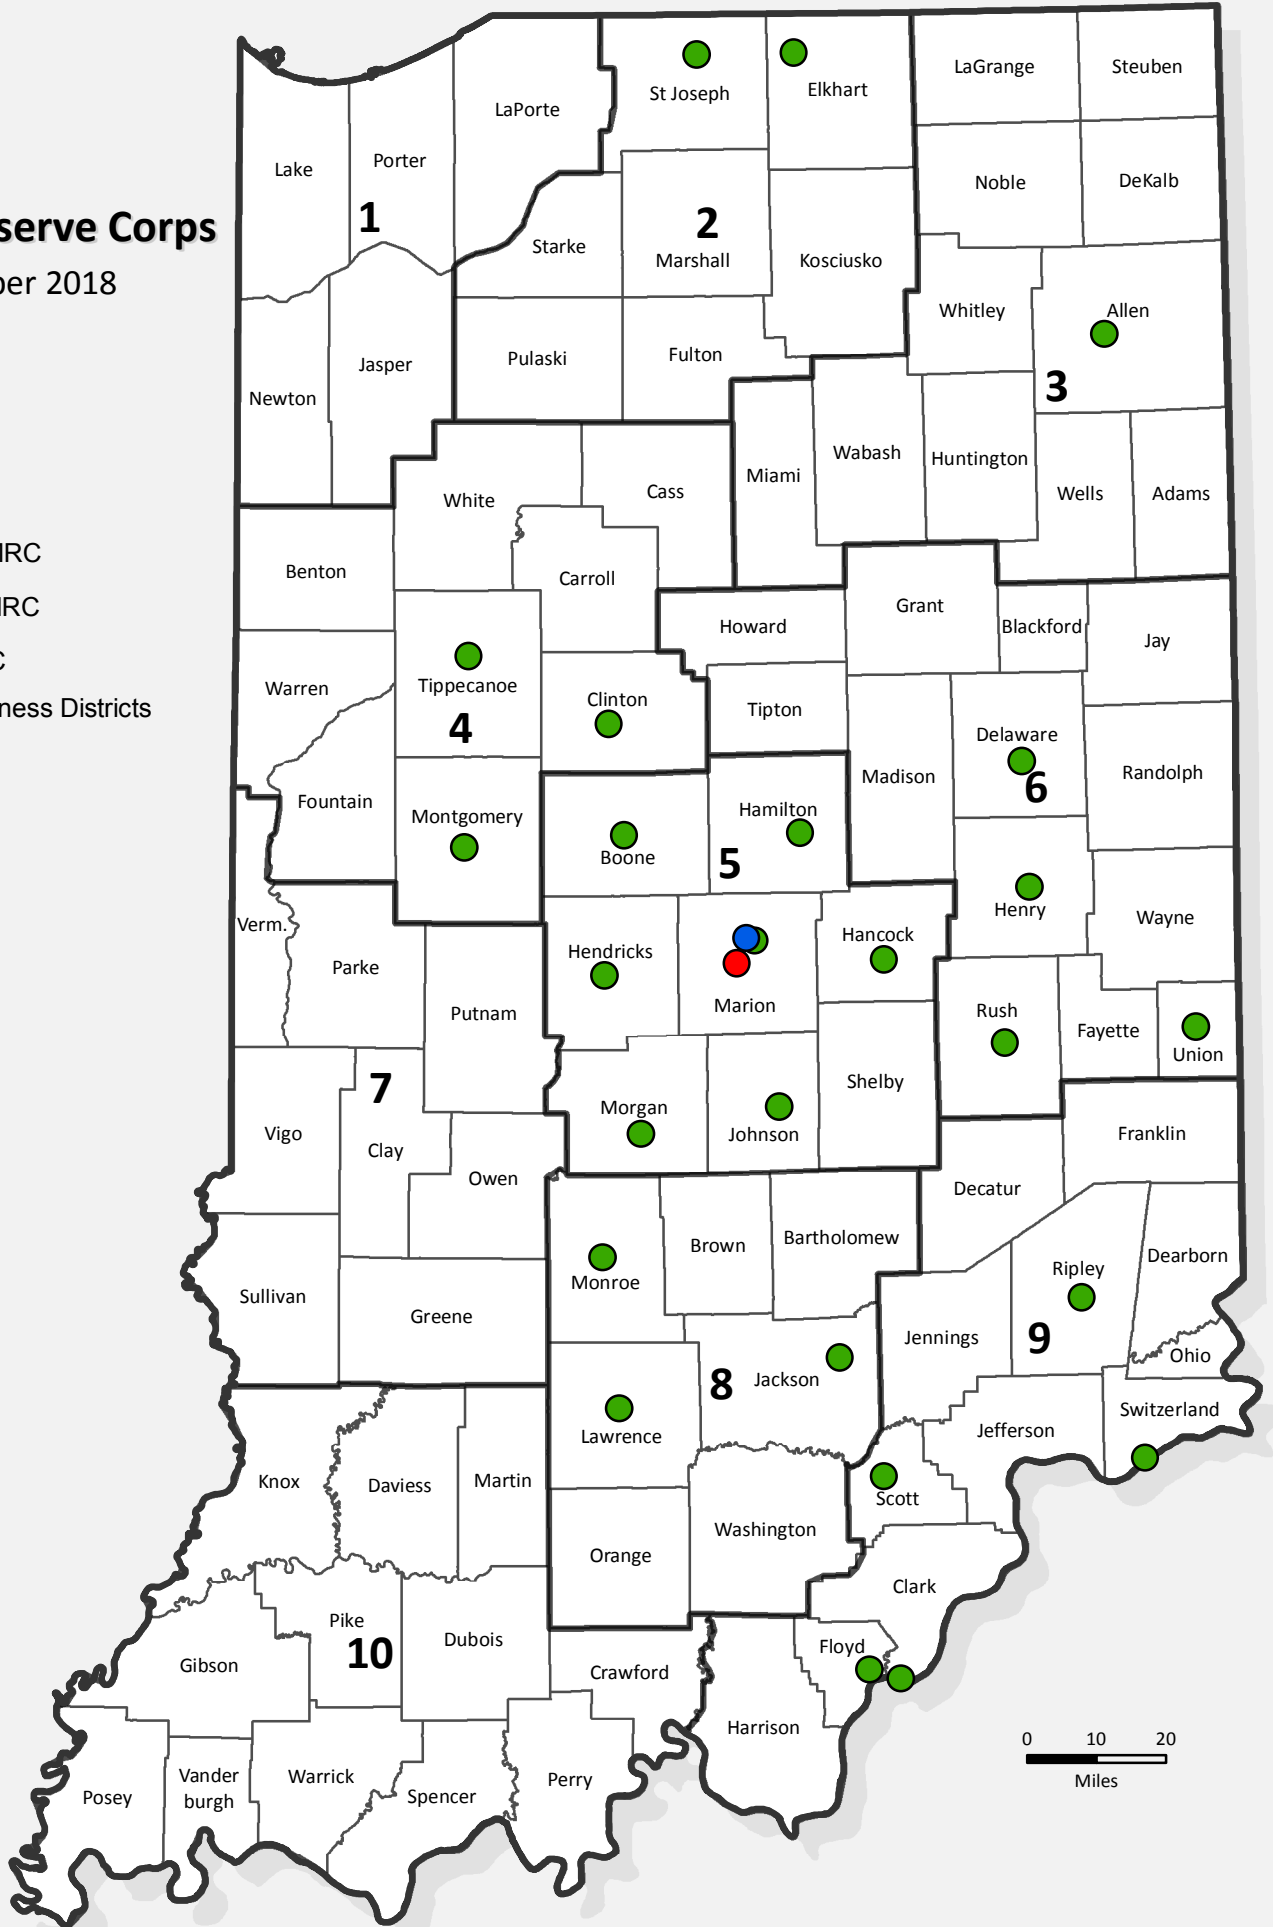 serve Corps
ber 2018
IRC
IRC
C
ness Districts
LaPorte
St Joseph
Elkhart
LaGrange
Steuben
Lake
Porter
1
Starke
2
Marshall
Kosciusko
Noble
DeKalb
Newton
Jasper
Pulaski
Fulton
Whitley
Allen
3
White
Cass
Miami
Wabash
Huntington
Wells
Adams
Benton
Carroll
Howard
Grant
Blackford
Jay
Warren
Tippecanoe
4
Clinton
Tipton
Madison
Delaware
6
Randolph
Fountain
Montgomery
Boone
Hamilton
5
Henry
Wayne
Verm.
Parke
Putnam
Hendricks
Marion
Hancock
Rush
Fayette
Union
7
Vigo
Clay
Owen
Morgan
Johnson
Shelby
Franklin
Decatur
Sullivan
Greene
Monroe
Brown
Bartholomew
Jennings
Ripley
9
Dearborn
Ohio
Switzerland
8
Jackson
Lawrence
Jefferson
Scott
Knox
Daviess
Martin
Orange
Washington
Clark
Gibson
Pike
10
Dubois
Crawford
Floyd
Harrison
Posey
Vander
burgh
Warrick
Spencer
Perry
0 10 20
Miles